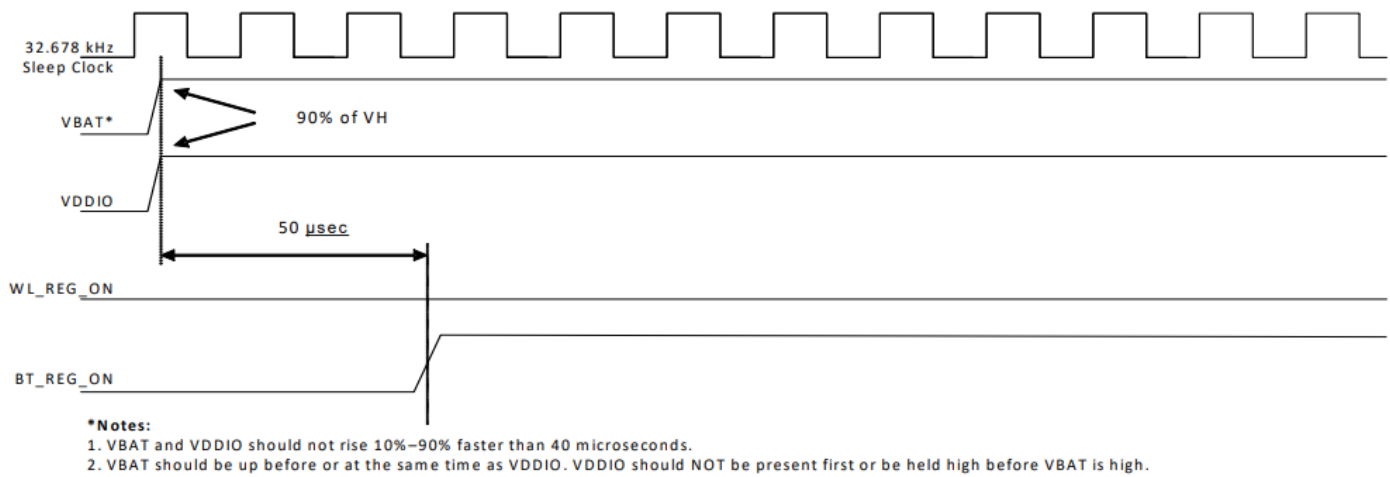 32.678 kHz
Sleep Clock
90% of VH
VBAT*
VDDIO
50 µsec
WL_REG_ON
BT_REG_ON
*Notes:
1. VBAT and VDDIO should not rise 10%–90% faster than 40 microseconds.
2. VBAT should be up before or at the same time as VDDIO. VDDIO should NOT be present first or be held high before VBAT is high.